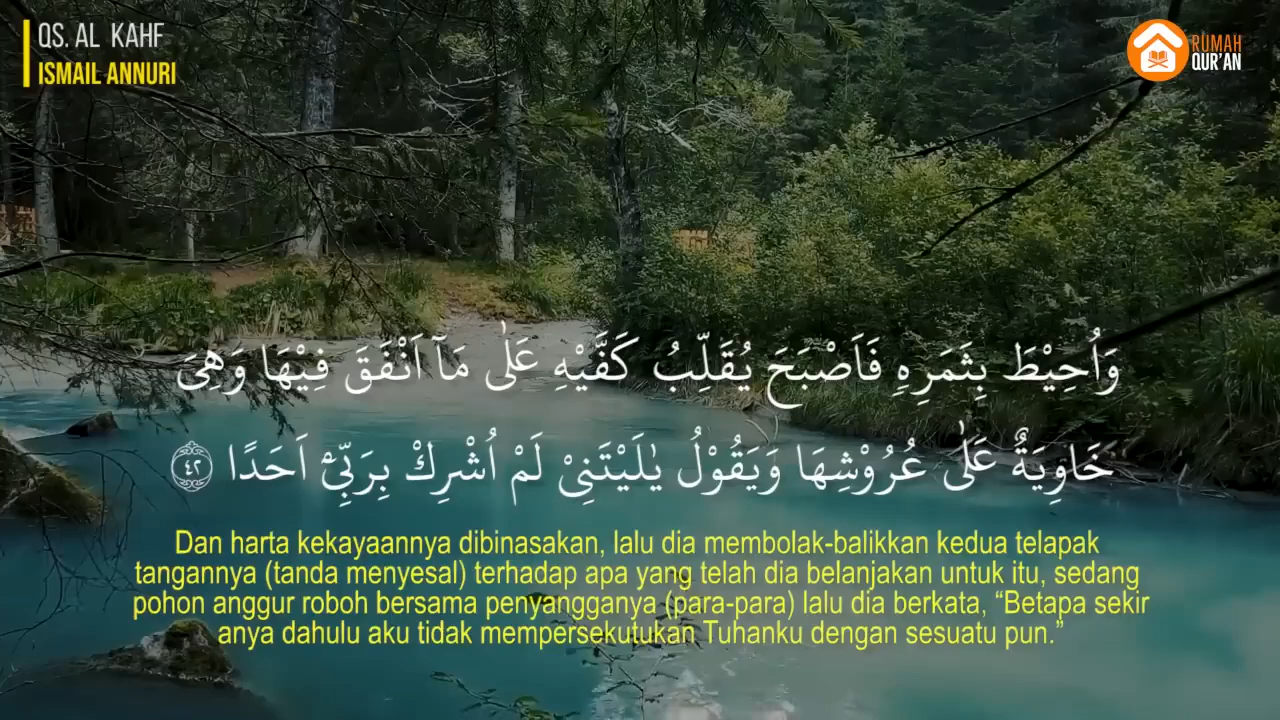 QS. AL KAHF
ISMAIL ANNURI
RUMAH
QUR'AN
وَاُحِيْطَ بِثَمَرِهٖ فَاَصْبَحَ يُقَلِّبُ كَفَّيْهِ عَلٰى مَآ اَنْفَقَ فِيْهَا وَهِيَ
خَاوِيَةٌ عَلٰى عُرُوْشِهَا وَيَقُوْلُ يٰلَيْتَنِيْ لَمْ اُشْرِكْ بِرَبِّيْٓ اَحَدًا ٤٢
Dan harta kekayaannya dibinasakan, lalu dia membolak-balikkan kedua telapak
tangannya (tanda menyesal) terhadap apa yang telah dia belanjakan untuk itu, sedang
pohon anggur roboh bersama penyangganya (para-para) lalu dia berkata, “Betapa sekir
anya dahulu aku tidak mempersekutukan Tuhanku dengan sesuatu pun.”